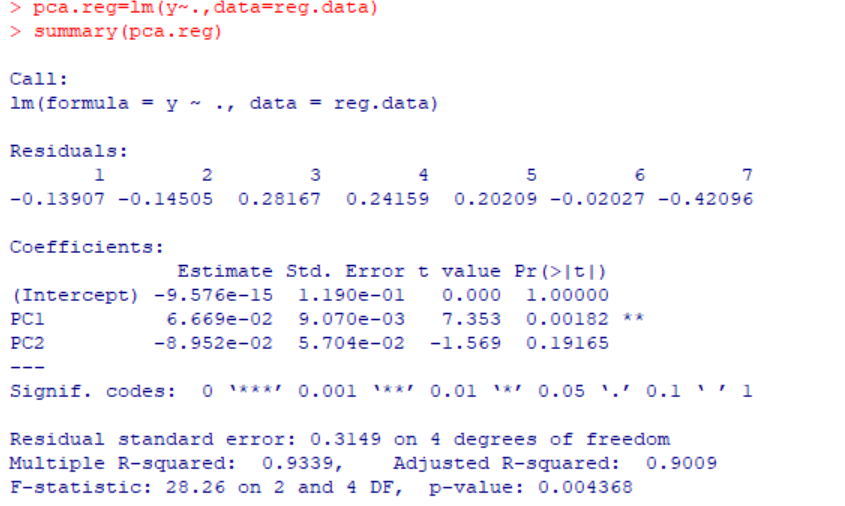 > pca.reg=lm(y~.,data=reg.data)
> summary(pca.reg)
Call:
lm(formula = y ~ ., data = reg.data)
Residuals:
       1        2        3        4        5        6        7
-0.13907 -0.14505  0.28167  0.24159  0.20209 -0.02027 -0.42096
Coefficients:
              Estimate Std. Error t value Pr(>|t|)
(Intercept) -9.576e-15  1.190e-01   0.000  1.00000
PC1          6.669e-02  9.070e-03   7.353  0.00182 **
PC2         -8.952e-02  5.704e-02  -1.569  0.19165
---
Signif. codes:  0 ‘***’ 0.001 ‘**’ 0.01 ‘*’ 0.05 ‘.’ 0.1 ‘ ’ 1
Residual standard error: 0.3149 on 4 degrees of freedom
Multiple R-squared:  0.9339,    Adjusted R-squared:  0.9009
F-statistic: 28.26 on 2 and 4 DF,  p-value: 0.004368